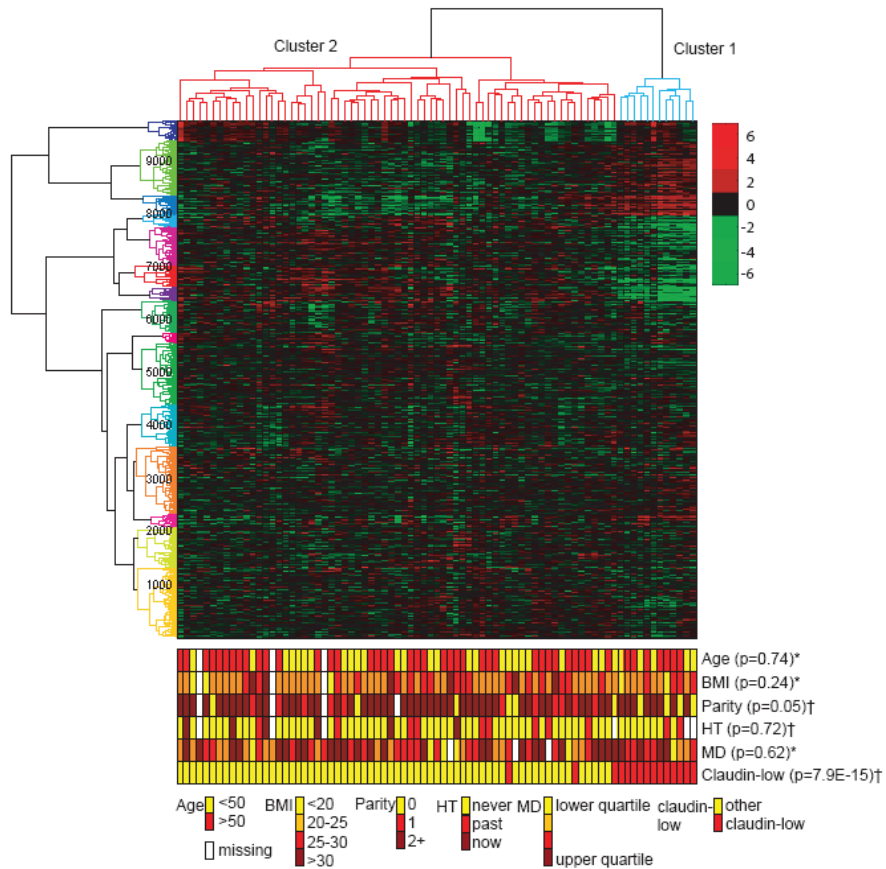 Cluster 2
Cluster 1
6
4
2
0
-2
-4
-6
9000
8000
7000
6000
5000
4000
3000
2000
1000
Age (p=0.74)*
BMI (p=0.24)*
Parity (p=0.05)†
HT (p=0.72)†
MD (p=0.62)*
Claudin-low (p=7.9E-15)†
Age <50 BMI <20 Parity 0 HT never MD lower quartile claudin-low other
>50 20-25 1 past claudin-low
missing 25-30 2+ now
>30 upper quartile